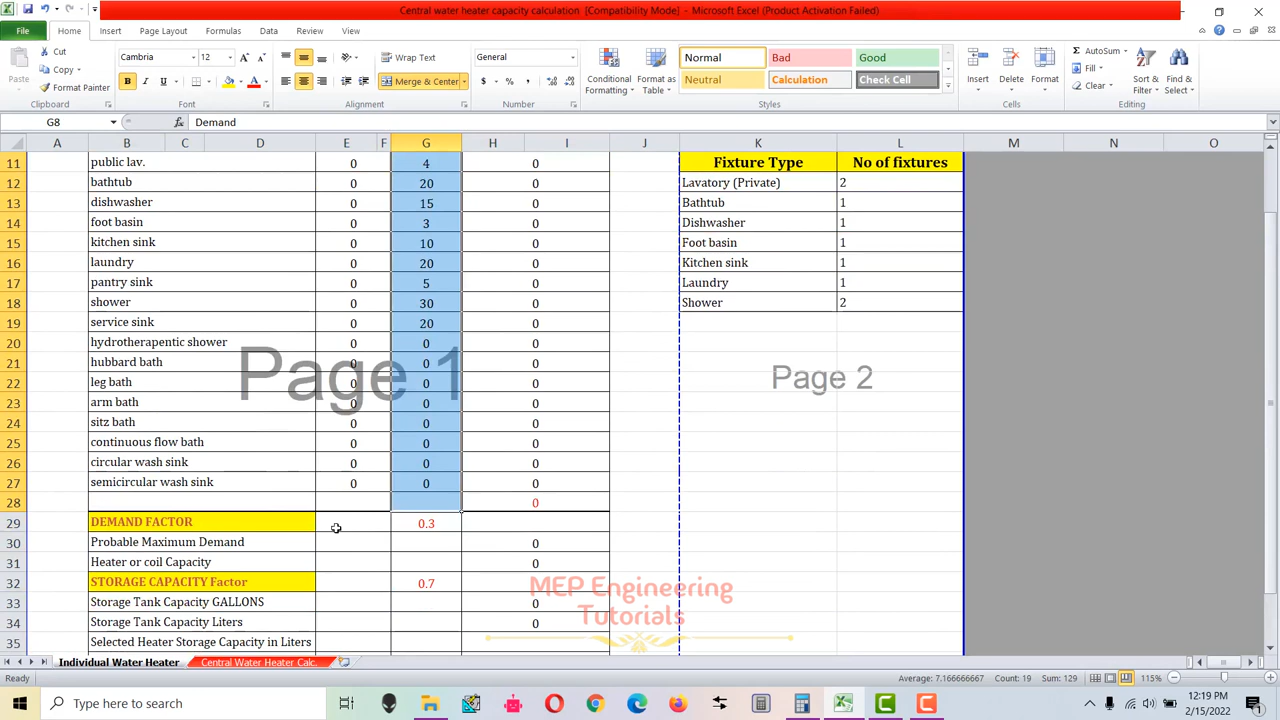 Central water heater capacity calculation [Compatibility Mode] - Microsoft Excel (Product Activation Failed)
File Home Insert Page Layout Formulas Data Review View
Paste Cut Copy Format Painter Clipboard
Cambria 12 B I U Font
Wrap Text Merge & Center Alignment
General $ % , Number
Conditional Formatting Format as Table
Normal Bad Good
Neutral Calculation Check Cell
Styles
Insert Delete Format Cells
AutoSum Fill Clear Sort & Filter Find & Select Editing
G8 fx Demand
A B C D E F G H I J K L M N O
11 public lav. 0 4 0 Fixture Type No of fixtures
12 bathtub 0 20 0 Lavatory (Private) 2
13 dishwasher 0 15 0 Bathtub 1
14 foot basin 0 3 0 Dishwasher 1
15 kitchen sink 0 10 0 Foot basin 1
16 laundry 0 20 0 Kitchen sink 1
17 pantry sink 0 5 0 Laundry 1
18 shower 0 30 0 Shower 2
19 service sink 0 20 0
20 hydrotherapentic shower 0 0 0
21 hubbard bath 0 0 0
22 leg bath 0 0 0
Page 1 Page 2
23 arm bath 0 0 0
24 sitz bath 0 0 0
25 continuous flow bath 0 0 0
26 circular wash sink 0 0 0
27 semicircular wash sink 0 0 0
28 0
29 DEMAND FACTOR 0.3
30 Probable Maximum Demand 0
31 Heater or coil Capacity 0
32 STORAGE CAPACITY Factor 0.7
33 Storage Tank Capacity GALLONS 0
34 Storage Tank Capacity Liters 0
35 Selected Heater Storage Capacity in Liters
MEP Engineering
Tutorials
Individual Water Heater Central Water Heater Calc.
Ready Average: 7.166666667 Count: 19 Sum: 129 115%
Type here to search 12:19 PM
2/15/2022